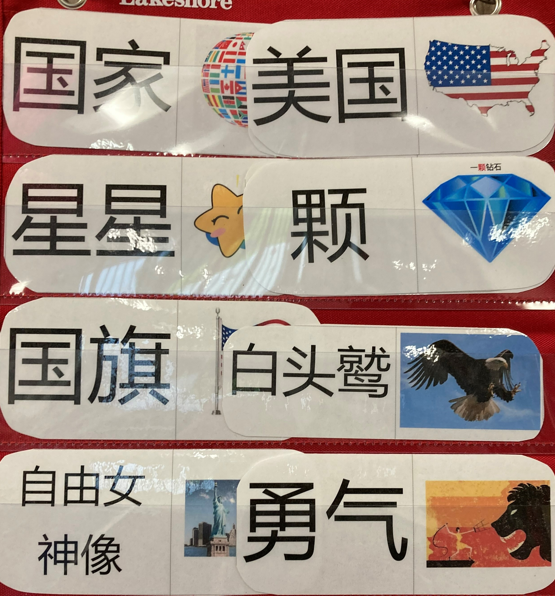 Lakeshore
国家
美国
星星
颗
一颗钻石
国旗
白头鹫
自由女
神像
勇气